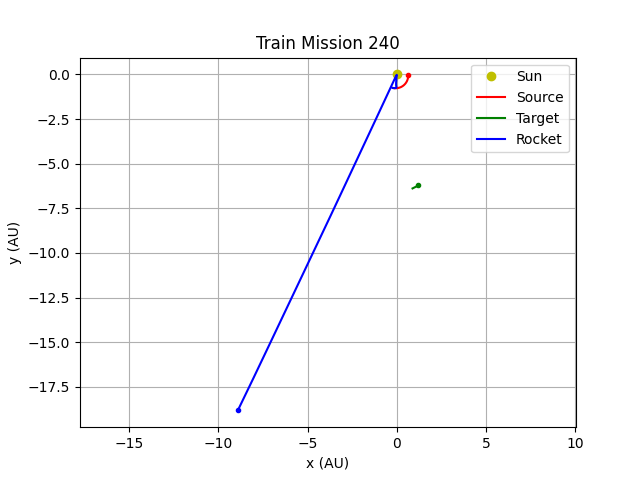 Train Mission 240
0.0
−2.5
−5.0
−7.5
−10.0
−12.5
−15.0
−17.5
y (AU)
Sun
Source
Target
Rocket
−15
−10
−5
0
5
10
x (AU)